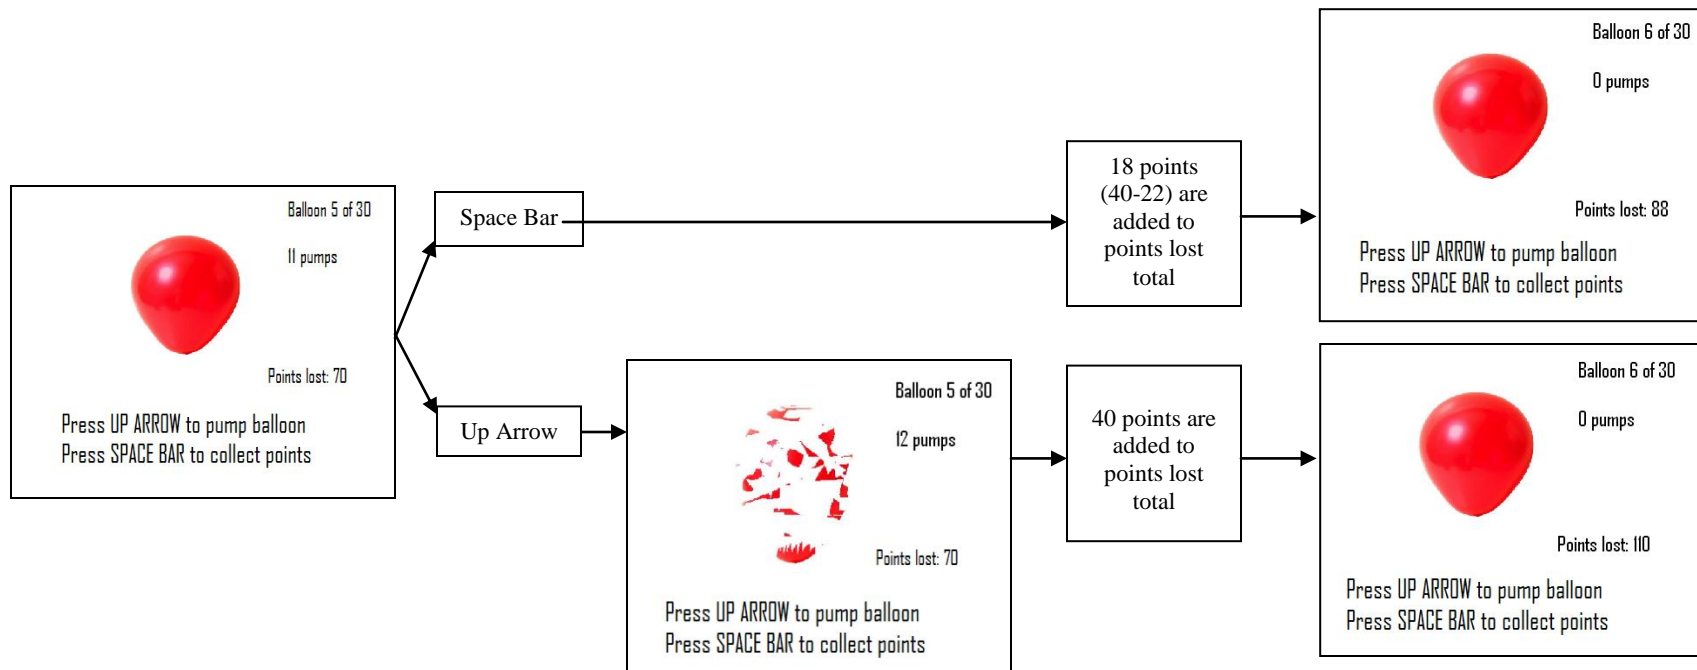 Balloon 5 of 30
11 pumps
Points lost: 70
Press UP ARROW to pump balloon
Press SPACE BAR to collect points
Space Bar
18 points
(40-22) are
added to
points lost
total
Balloon 6 of 30
0 pumps
Points lost: 88
Press UP ARROW to pump balloon
Press SPACE BAR to collect points
Up Arrow
Balloon 5 of 30
12 pumps
Points lost: 70
Press UP ARROW to pump balloon
Press SPACE BAR to collect points
40 points are
added to
points lost
total
Balloon 6 of 30
0 pumps
Points lost: 110
Press UP ARROW to pump balloon
Press SPACE BAR to collect points